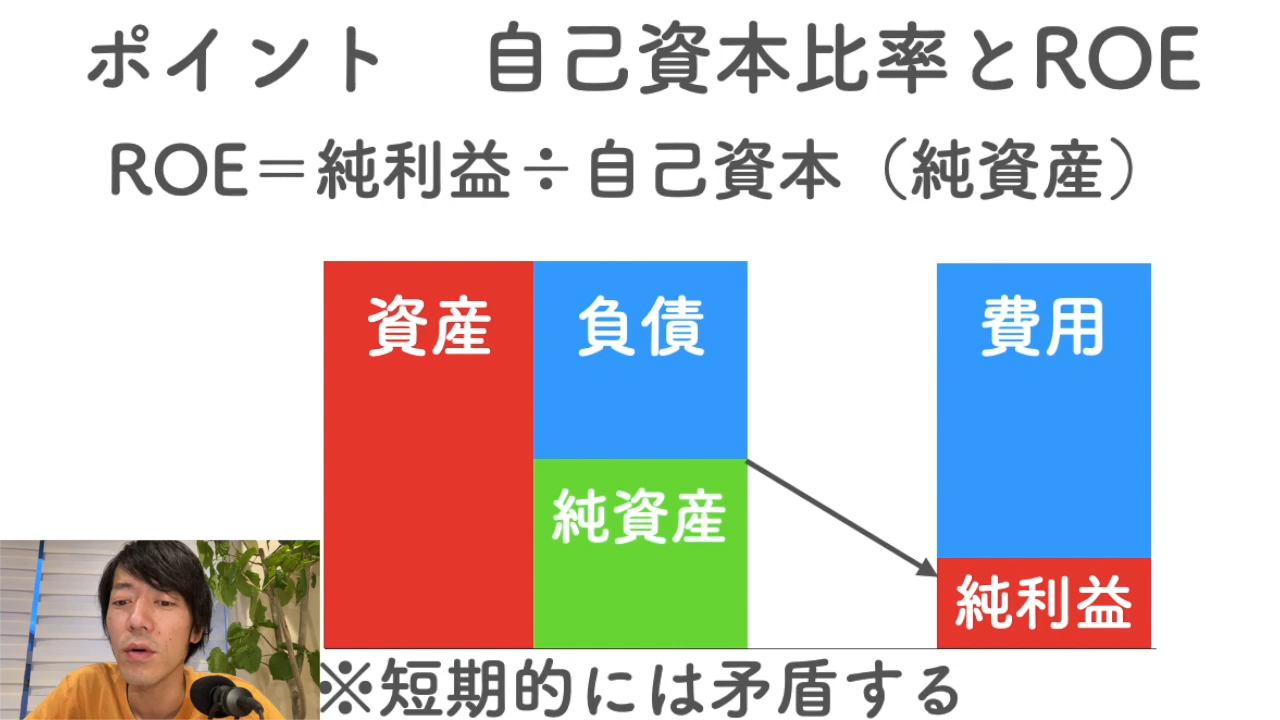 ポイント　自己資本比率とROE
ROE＝純利益÷自己資本（純資産）
資産
負債
費用
純資産
純利益
※短期的には矛盾する